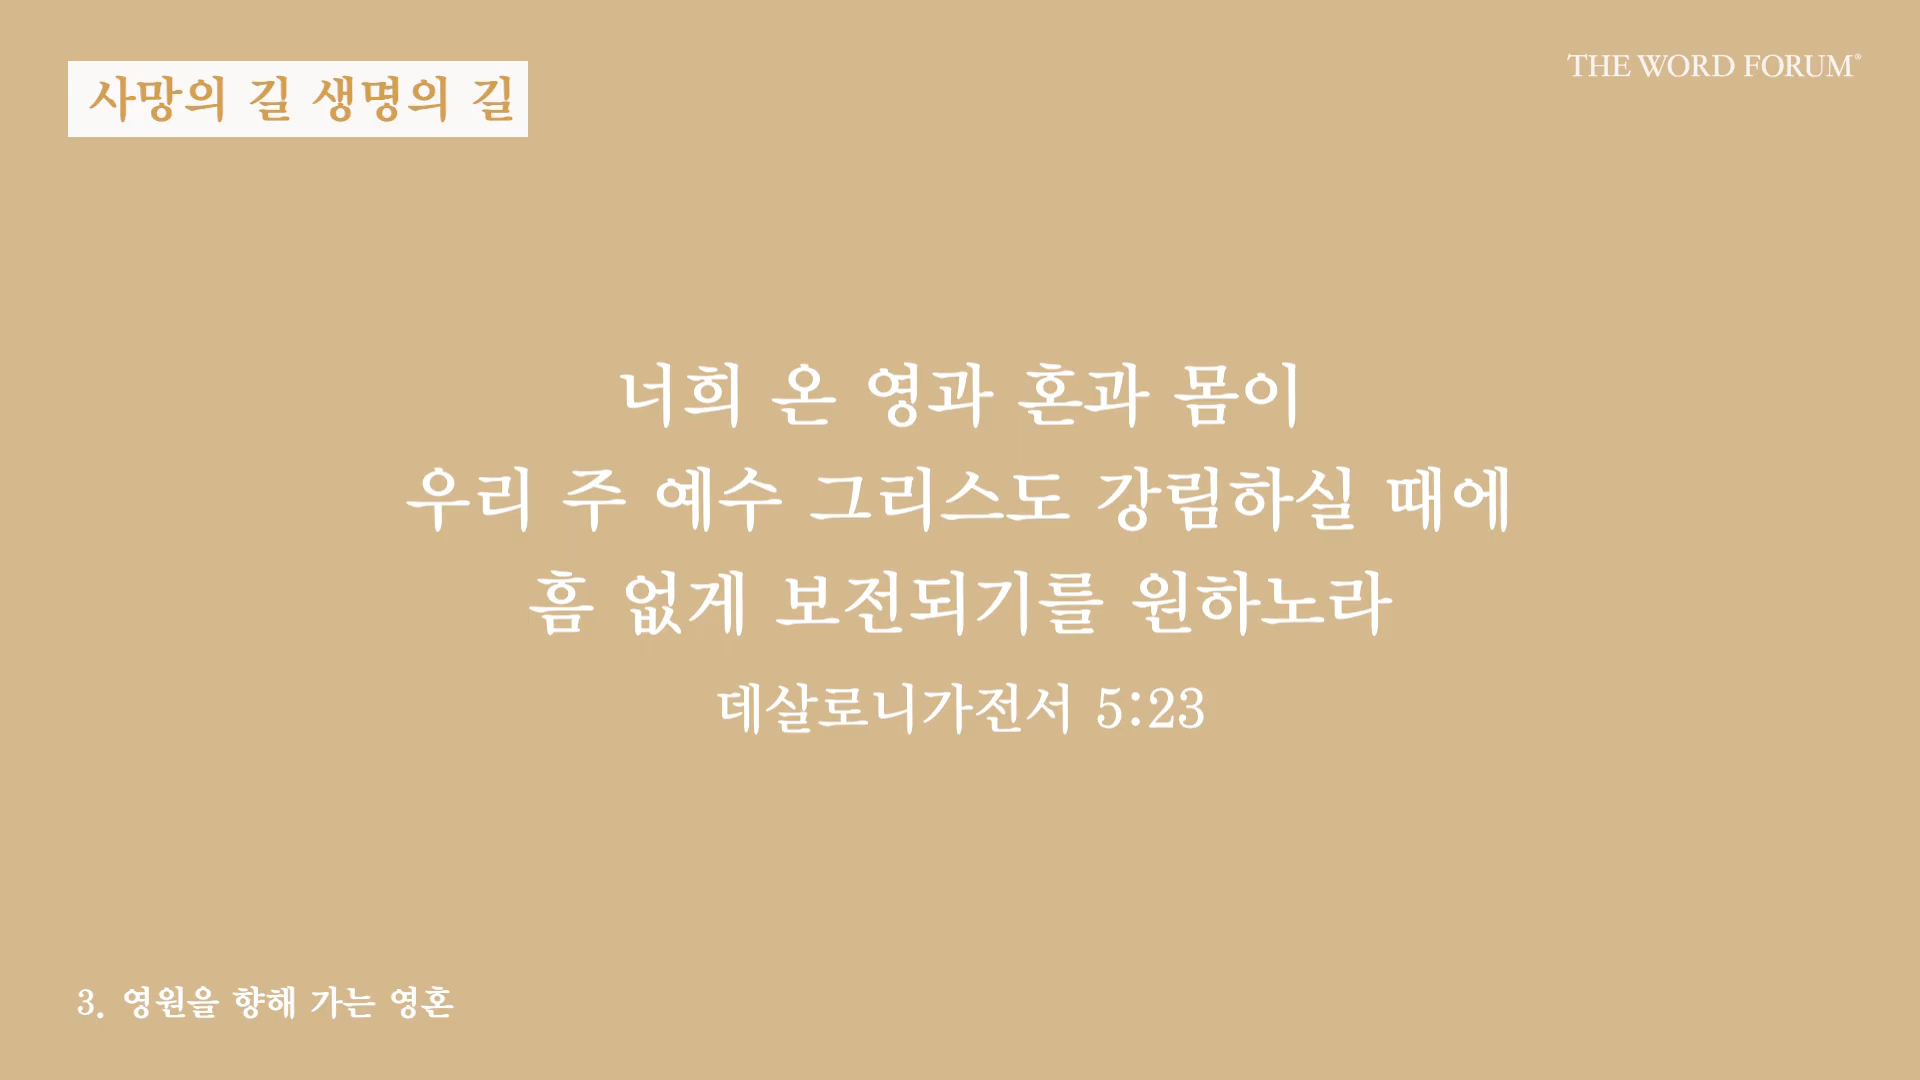 사망의 길 생명의 길
THE WORD FORUM®
너희 온 영과 혼과 몸이
우리 주 예수 그리스도 강림하실 때에
흠 없게 보전되기를 원하노라
데살로니가전서 5:23
3. 영원을 향해 가는 영혼